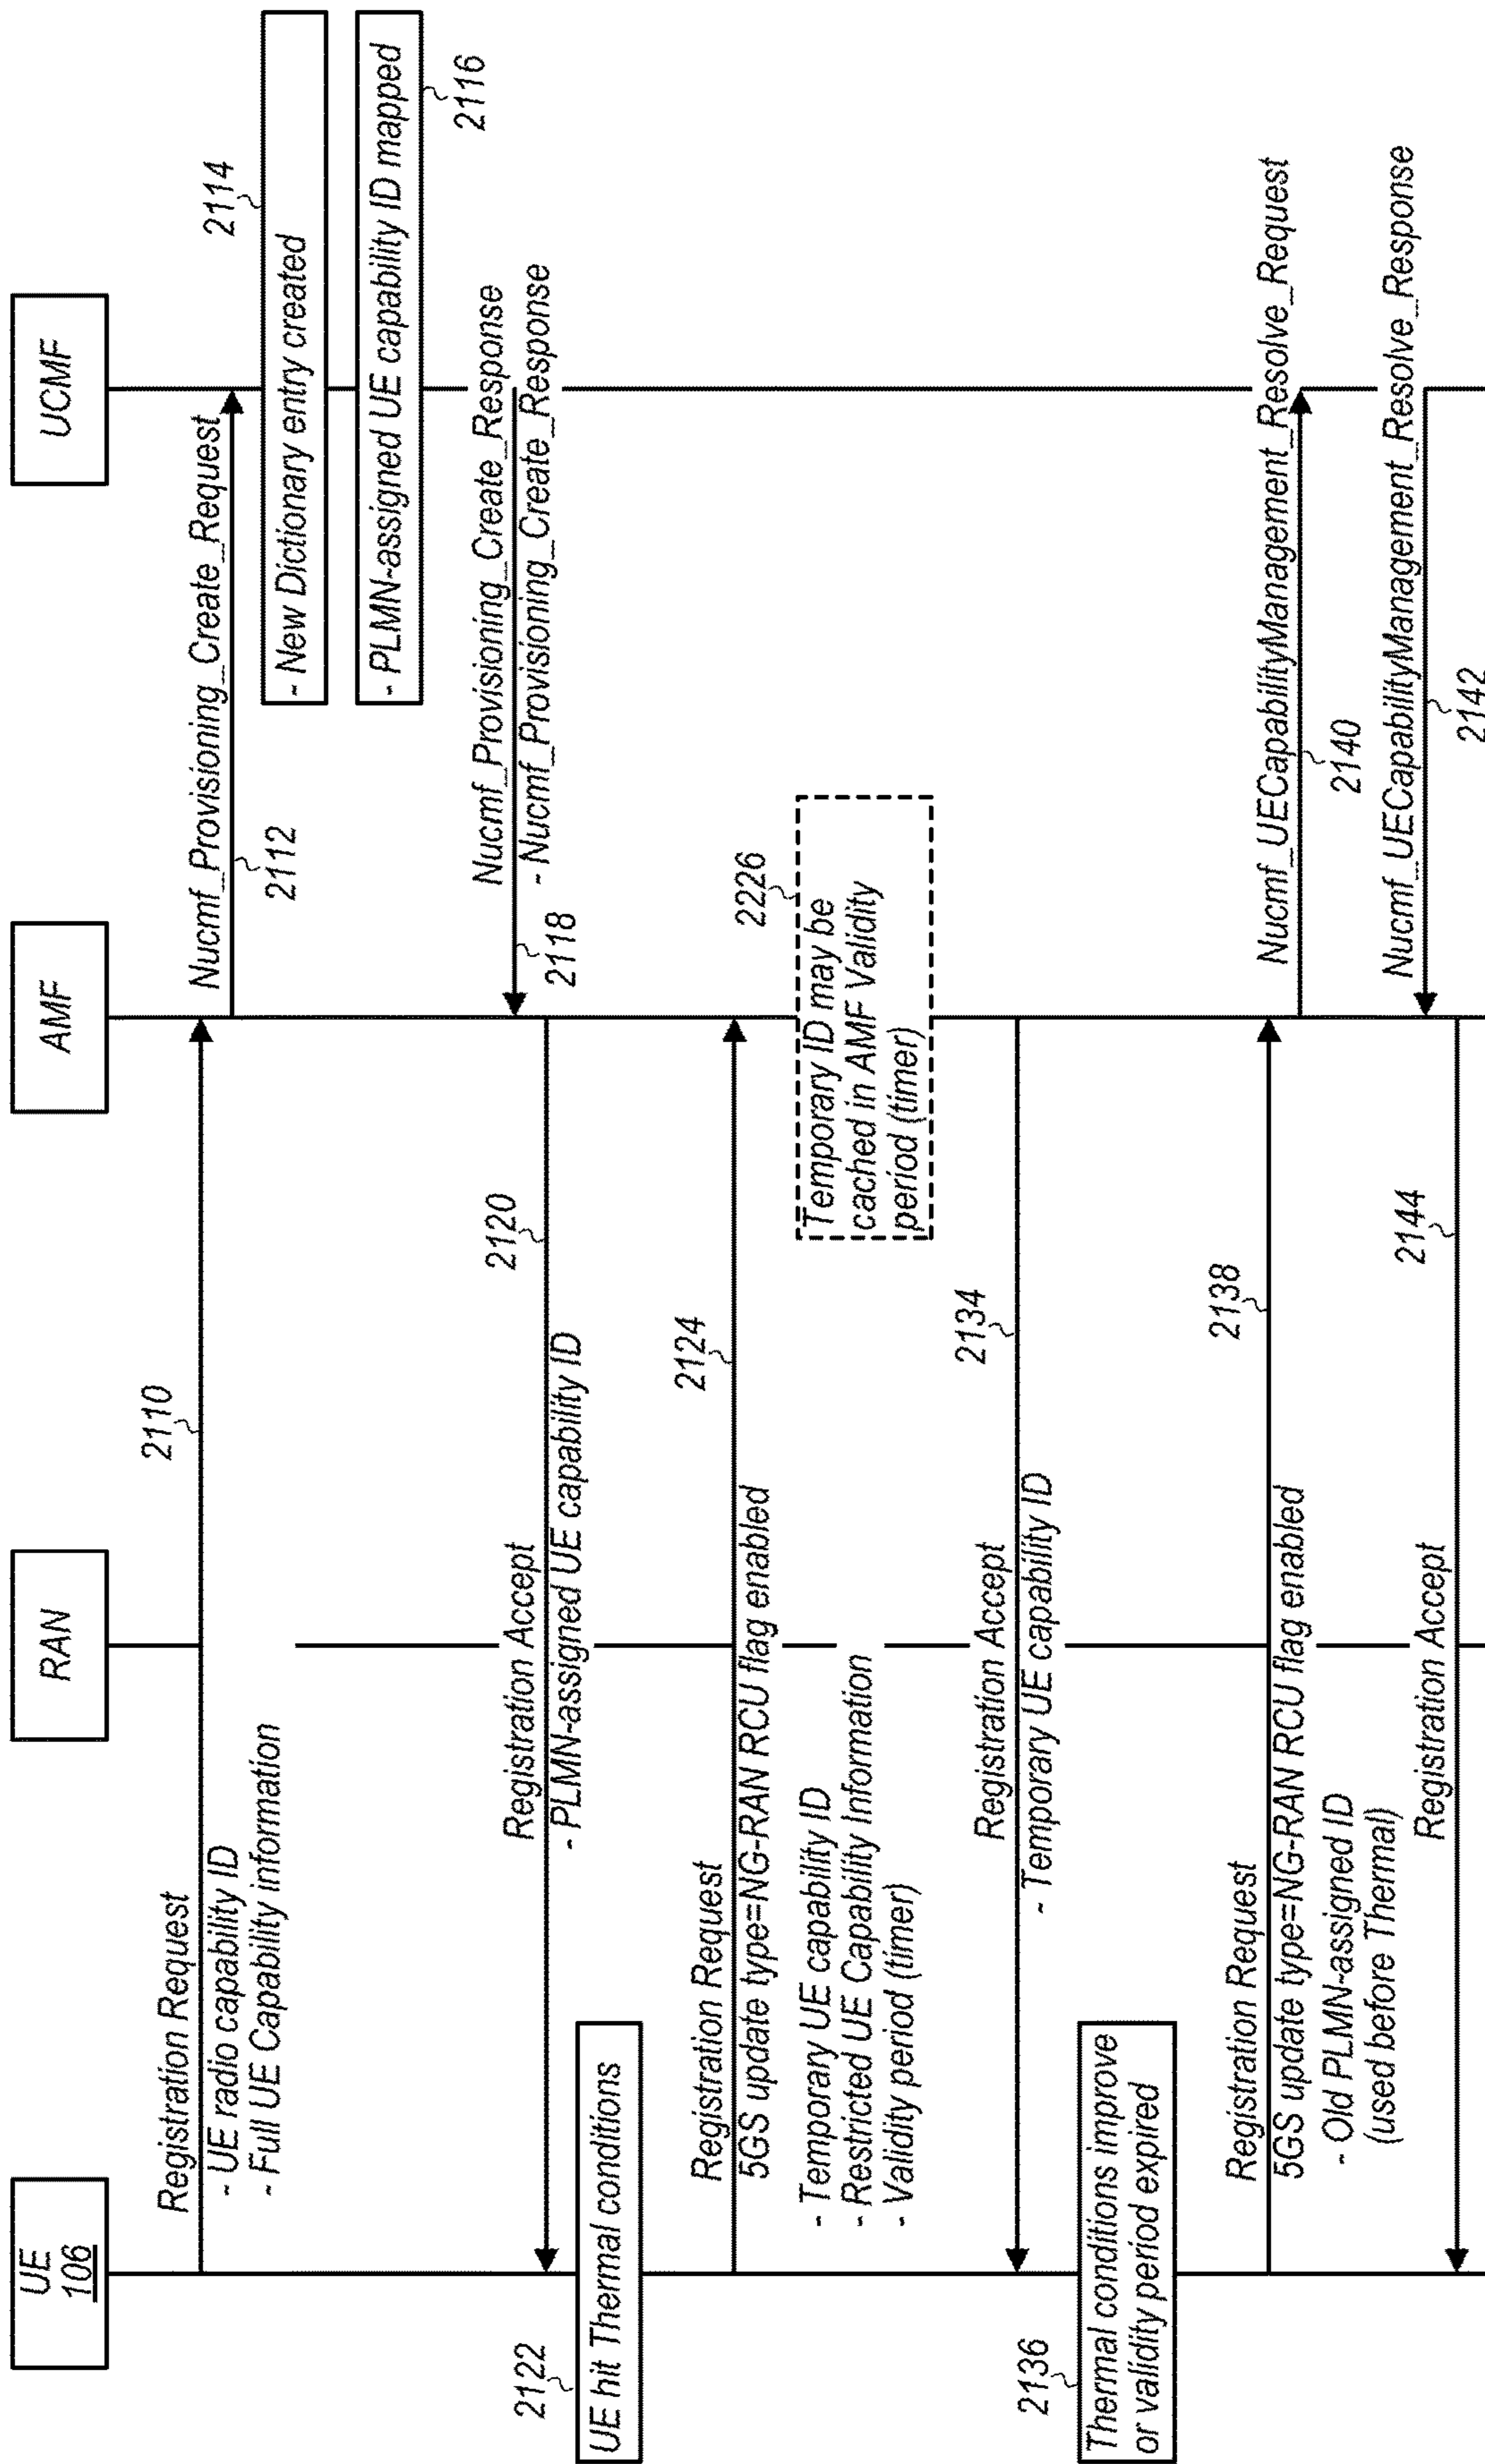 UE
106
RAN
AMF
UCMF
Registration Request
- UE radio capability ID
- Full UE Capability information
2110
Nucmf_Provisioning_Create_Request
2112
2114
- New Dictionary entry created
- PLMN-assigned UE capability ID mapped
2116
Nucmf_Provisioning_Create_Response
- Nucmf_Provisioning_Create_Response
2118
2120
Registration Accept
- PLMN-assigned UE capability ID
2122
UE hit Thermal conditions
2124
Registration Request
5GS update type=NG-RAN RCU flag enabled
- Temporary UE capability ID
- Restricted UE Capability Information
- Validity period (timer)
2226
Temporary ID may be
cached in AMF Validity
period (timer)
2134
Registration Accept
- Temporary UE capability ID
2136
Thermal conditions improve
or validity period expired
2138
Registration Request
5GS update type=NG-RAN RCU flag enabled
- Old PLMN-assigned ID
(used before Thermal)
Nucmf_UECapabilityManagement_Resolve_Request
2140
Nucmf_UECapabilityManagement_Resolve_Response
2142
2144
Registration Accept